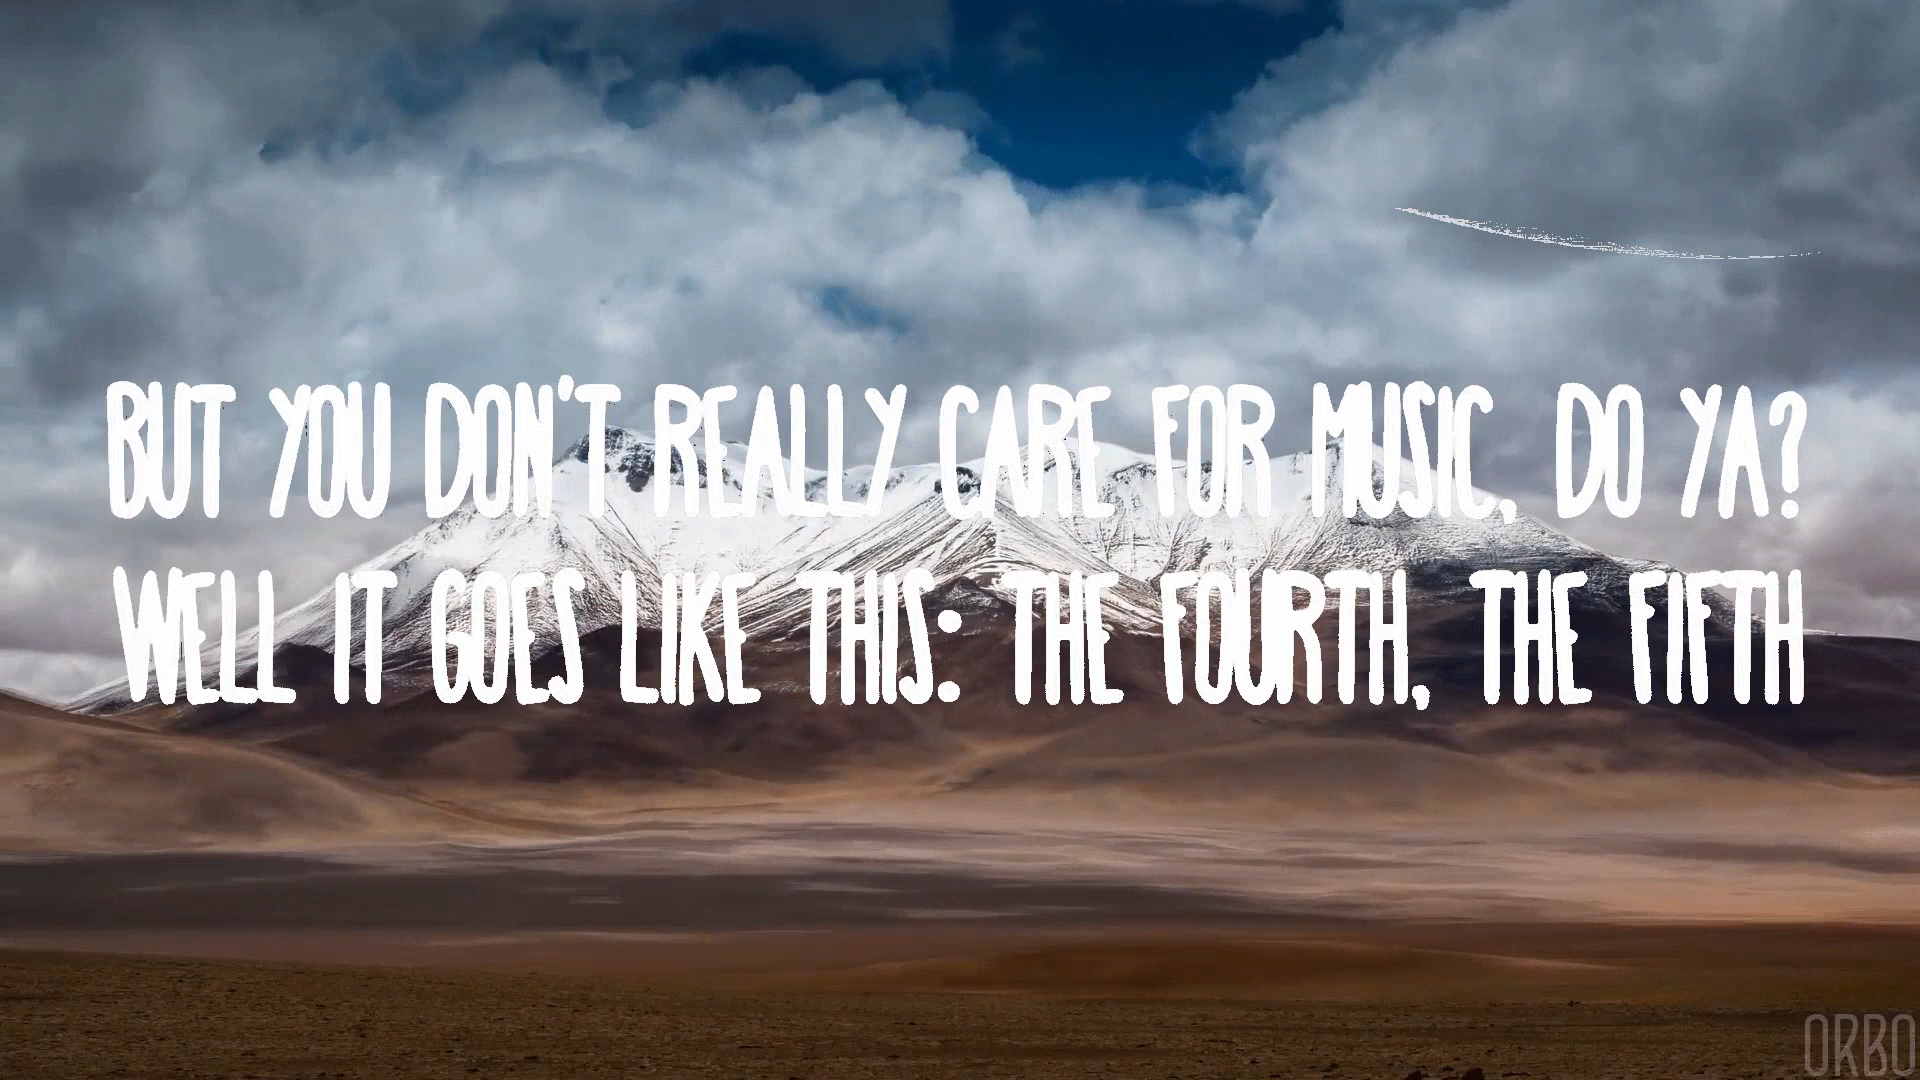 BUT YOU DON'T REALLY CARE FOR MUSIC, DO YA?
WELL IT GOES LIKE THIS: THE FOURTH, THE FIFTH
ORBO